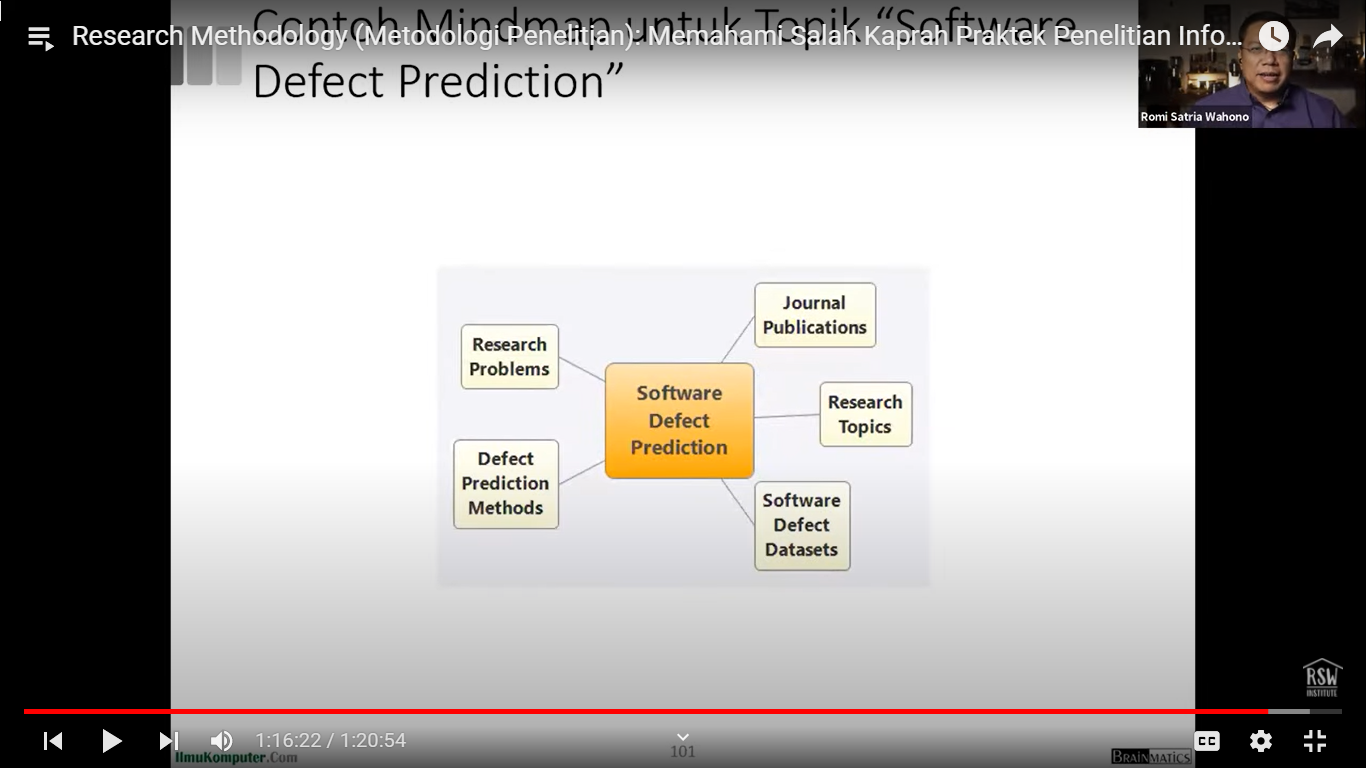 Contoh Mindmap untuk Topik “Software
Defect Prediction”
Research Methodology (Metodologi Penelitian): Memahami Salah Kaprah Praktek Penelitian Info...
Romi Satria Wahono
Journal
Publications
Research
Problems
Software
Defect
Prediction
Research
Topics
Defect
Prediction
Methods
Software
Defect
Datasets
RSW
INSTITUTE
1:16:22 / 1:20:54
CC
IlmuKomputer.Com
101
BRAINMATICS